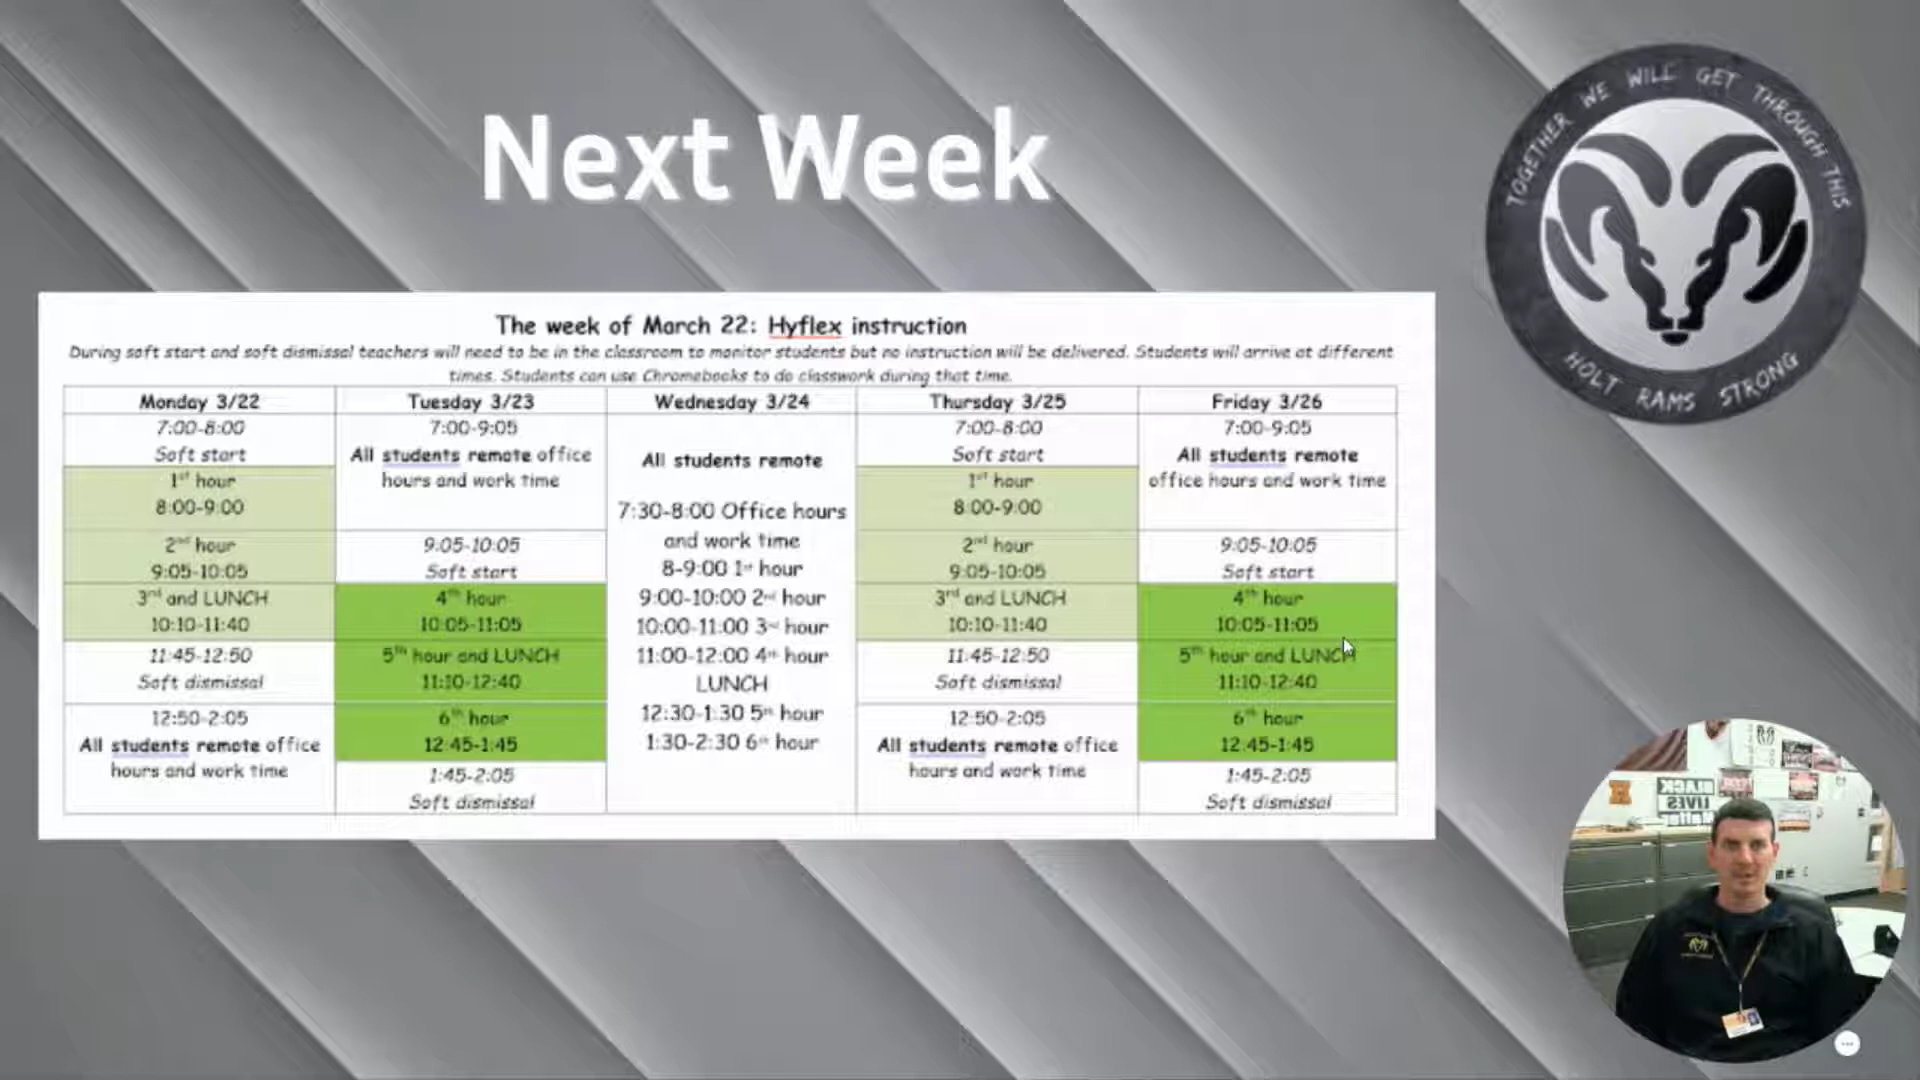 Next Week
TOGETHER WE WILL GET THROUGH THIS
HOLT RAMS STRONG
The week of March 22: Hyflex instruction
During soft start and soft dismissal teachers will need to be in the classroom to monitor students but no instruction will be delivered. Students will arrive at different
times. Students can use Chromebooks to do classwork during that time.
Monday 3/22
7:00-8:00
Soft start
1st hour
8:00-9:00
2nd hour
9:05-10:05
3rd and LUNCH
10:10-11:40
11:45-12:50
Soft dismissal
12:50-2:05
All students remote office
hours and work time
Tuesday 3/23
7:00-9:05
All students remote office
hours and work time
9:05-10:05
Soft start
4th hour
10:05-11:05
5th hour and LUNCH
11:10-12:40
6th hour
12:45-1:45
1:45-2:05
Soft dismissal
Wednesday 3/24
All students remote
7:30-8:00 Office hours
and work time
8-9:00 1st hour
9:00-10:00 2nd hour
10:00-11:00 3rd hour
11:00-12:00 4th hour
LUNCH
12:30-1:30 5th hour
1:30-2:30 6th hour
Thursday 3/25
7:00-8:00
Soft start
1st hour
8:00-9:00
2nd hour
9:05-10:05
3rd and LUNCH
10:10-11:40
11:45-12:50
Soft dismissal
12:50-2:05
All students remote office
hours and work time
Friday 3/26
7:00-9:05
All students remote
office hours and work time
9:05-10:05
Soft start
4th hour
10:05-11:05
5th hour and LUNCH
11:10-12:40
6th hour
12:45-1:45
1:45-2:05
Soft dismissal
BLACK
LIVES
Matter